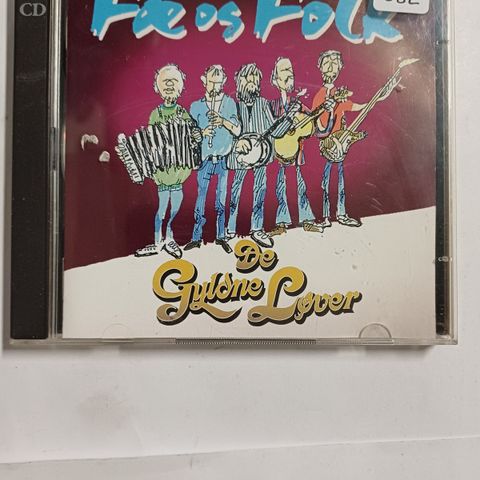 CD
Fæ og Folk
De
Gyldne Løver